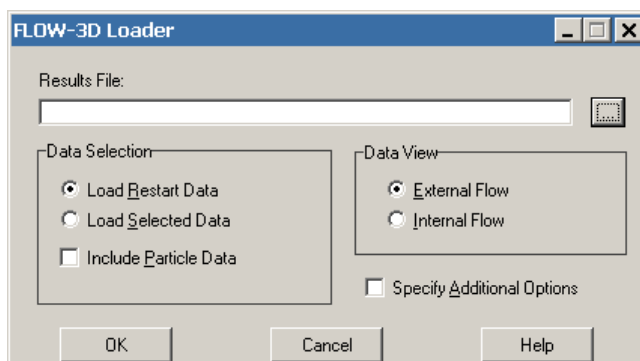 FLOW-3D Loader
Results File:
...
Data Selection
Load Restart Data
Load Selected Data
Include Particle Data
Data View
External Flow
Internal Flow
Specify Additional Options
OK
Cancel
Help